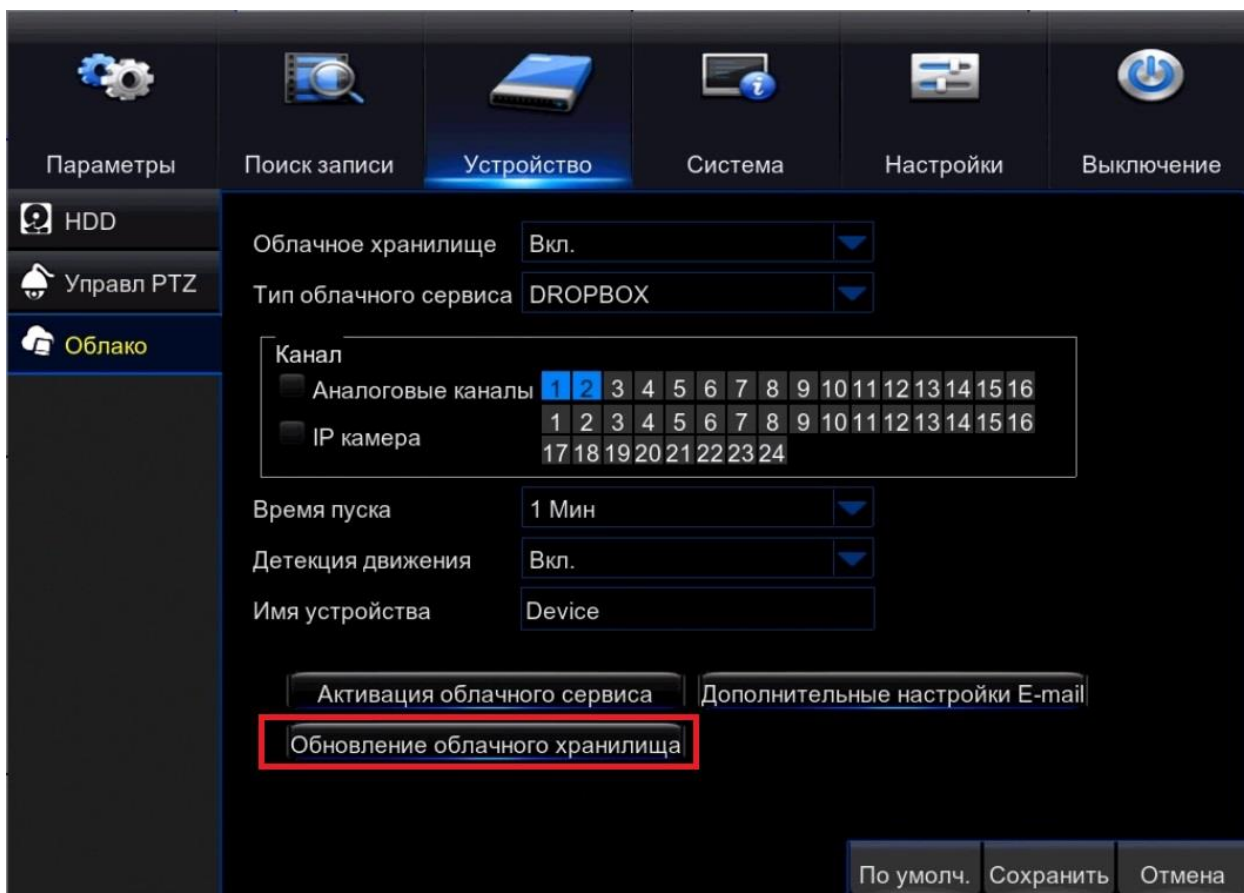 Параметры Поиск записи Устройство Система Настройки Выключение
HDD
Управл PTZ
Облако
Облачное хранилище Вкл.
Тип облачного сервиса DROPBOX
Канал
Аналоговые каналы 1 2 3 4 5 6 7 8 9 10 11 12 13 14 15 16
IP камера 1 2 3 4 5 6 7 8 9 10 11 12 13 14 15 16
17 18 19 20 21 22 23 24
Время пуска 1 Мин
Детекция движения Вкл.
Имя устройства Device
Активация облачного сервиса Дополнительные настройки E-mail
Обновление облачного хранилища
По умолч. Сохранить Отмена